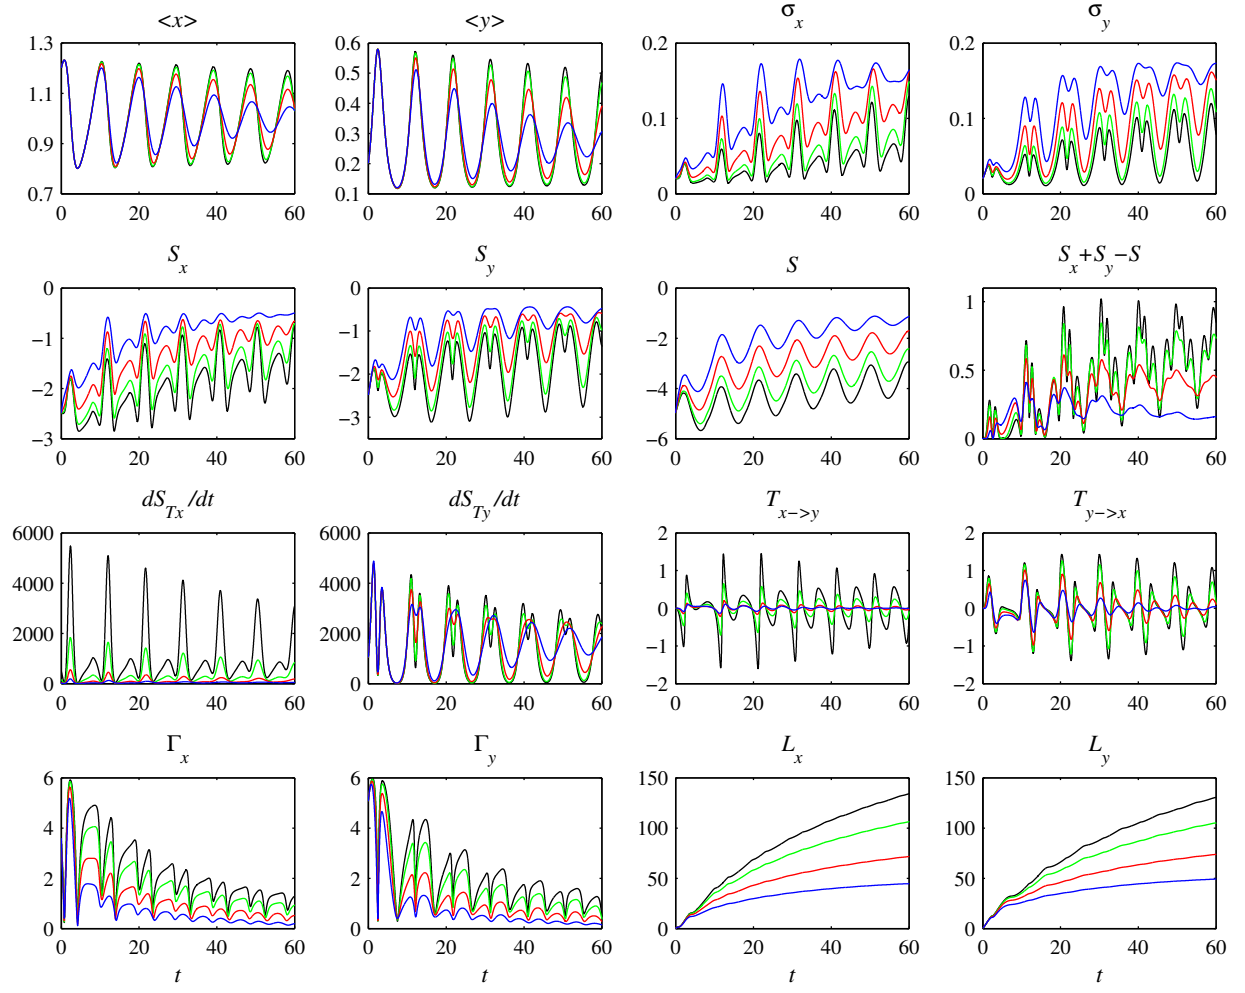 <x> <y> σx σy
1.3 0.6 0.2 0.2
1.1 0.5
0.4
0.1 0.1
0.9 0.3
0.2
0.7 0.1 0 0
0 20 40 60 0 20 40 60 0 20 40 60 0 20 40 60
Sx Sy S Sx+Sy−S
0 0 0 1
−1 −1 −2
0.5
−2 −2 −4
−3 −3 −6 0
0 20 40 60 0 20 40 60 0 20 40 60 0 20 40 60
dSTx/dt dSTy/dt Tx->y Ty->x
6000 6000 2 2
4000 4000 1 1
0 0
2000 2000 −1 −1
0 0 −2 −2
0 20 40 60 0 20 40 60 0 20 40 60 0 20 40 60
Γx Γy Lx Ly
6 6 150 150
4 4 100 100
2 2 50 50
0 0 0 0
0 20 40 60 0 20 40 60 0 20 40 60 0 20 40 60
t t t t